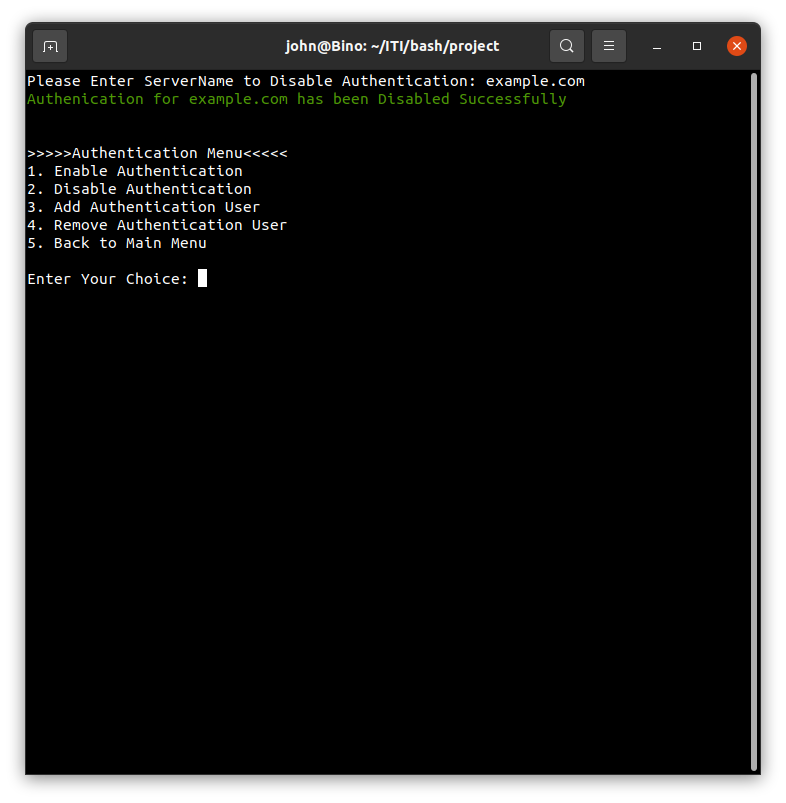 john@Bino: ~/ITI/bash/project
Please Enter ServerName to Disable Authentication: example.com
Authenication for example.com has been Disabled Successfully
>>>>>Authentication Menu<<<<<
1. Enable Authentication
2. Disable Authentication
3. Add Authentication User
4. Remove Authentication User
5. Back to Main Menu
Enter Your Choice: